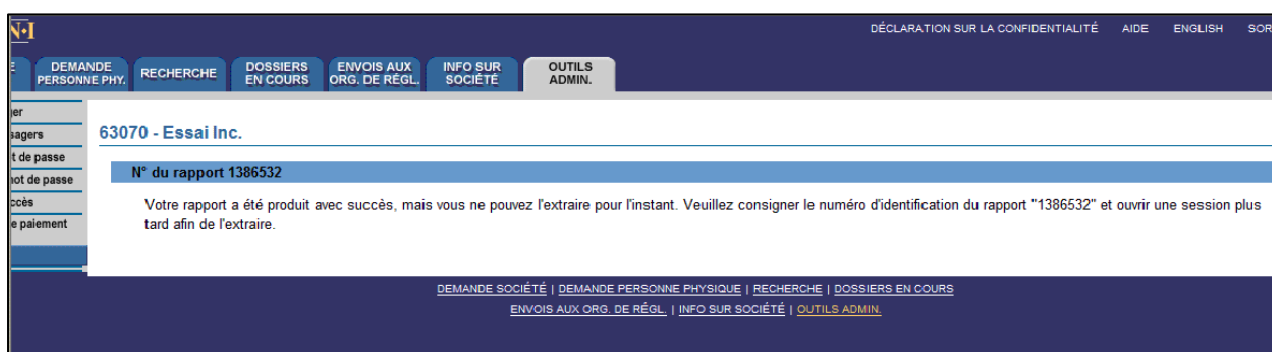 N·I
DÉCLARATION SUR LA CONFIDENTIALITÉ AIDE ENGLISH SOR
DEMANDE PERSONNE PHY.
RECHERCHE
DOSSIERS EN COURS
ENVOIS AUX ORG. DE RÉGL.
INFO SUR SOCIÉTÉ
OUTILS ADMIN.
ger
sagers
t de passe
not de passe
ccès
e paiement
63070 - Essai Inc.
N° du rapport 1386532
Votre rapport a été produit avec succès, mais vous ne pouvez l'extraire pour l'instant. Veuillez consigner le numéro d'identification du rapport "1386532" et ouvrir une session plus
tard afin de l'extraire.
DEMANDE SOCIÉTÉ | DEMANDE PERSONNE PHYSIQUE | RECHERCHE | DOSSIERS EN COURS
ENVOIS AUX ORG. DE RÉGL. | INFO SUR SOCIÉTÉ | OUTILS ADMIN.